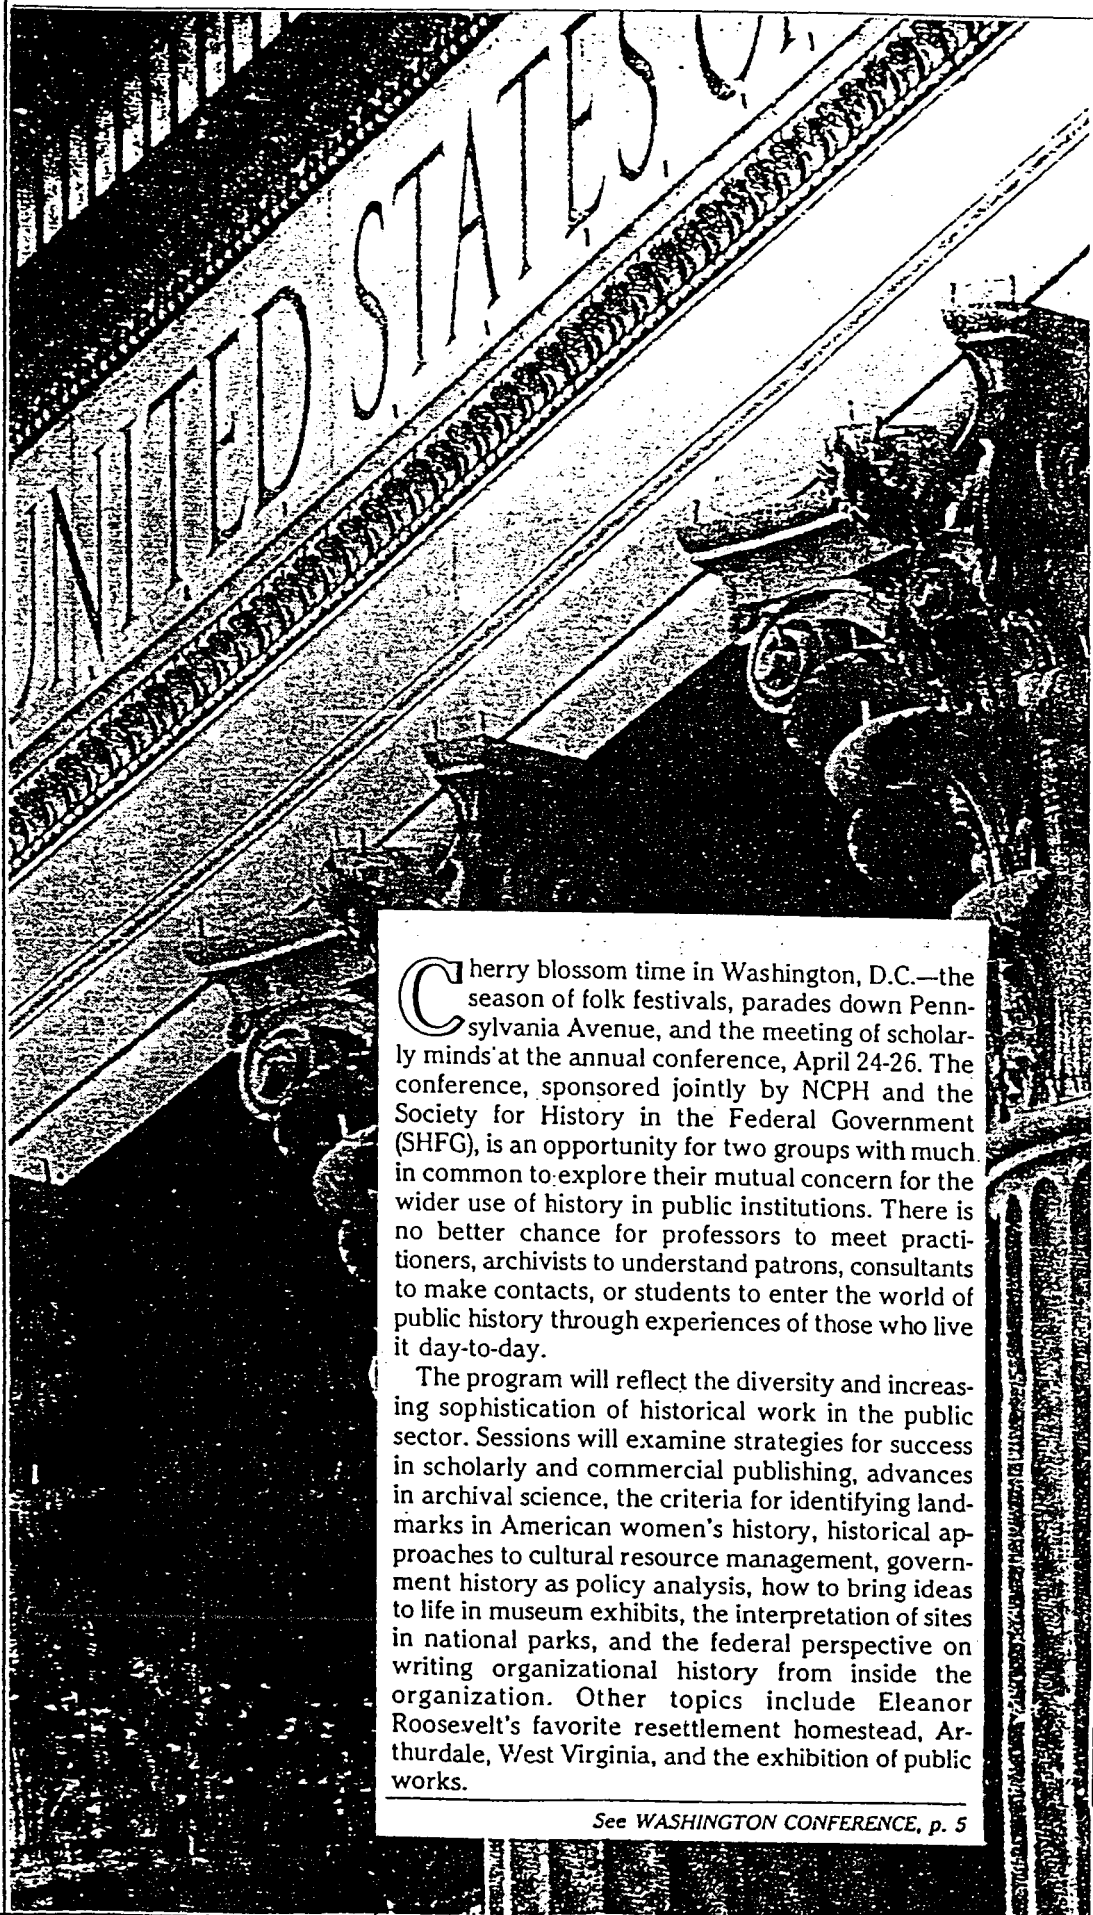 UNITED STATES O
Cherry blossom time in Washington, D.C.—the
season of folk festivals, parades down Penn-
sylvania Avenue, and the meeting of scholar-
ly minds at the annual conference, April 24-26. The
conference, sponsored jointly by NCPH and the
Society for History in the Federal Government
(SHFG), is an opportunity for two groups with much
in common to explore their mutual concern for the
wider use of history in public institutions. There is
no better chance for professors to meet practi-
tioners, archivists to understand patrons, consultants
to make contacts, or students to enter the world of
public history through experiences of those who live
it day-to-day.
The program will reflect the diversity and increas-
ing sophistication of historical work in the public
sector. Sessions will examine strategies for success
in scholarly and commercial publishing, advances
in archival science, the criteria for identifying land-
marks in American women's history, historical ap-
proaches to cultural resource management, govern-
ment history as policy analysis, how to bring ideas
to life in museum exhibits, the interpretation of sites
in national parks, and the federal perspective on
writing organizational history from inside the
organization. Other topics include Eleanor
Roosevelt's favorite resettlement homestead, Ar-
thurdale, West Virginia, and the exhibition of public
works.
See WASHINGTON CONFERENCE, p. 5